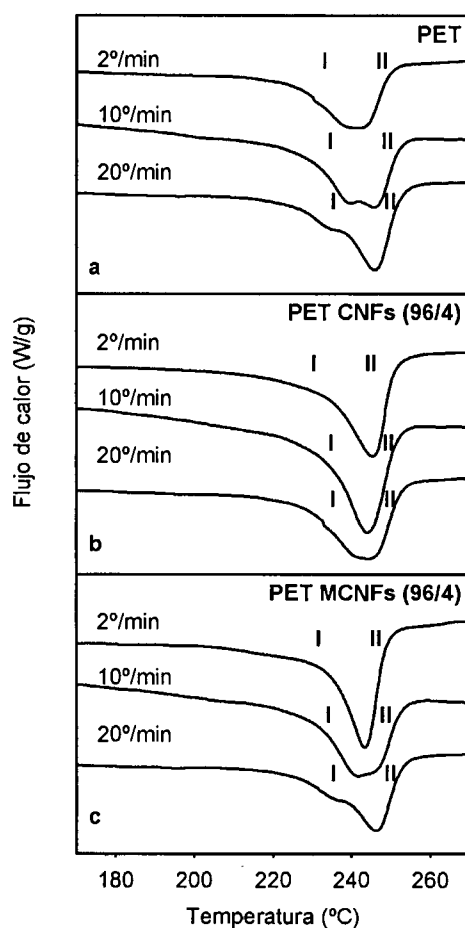 PET
2º/min
I
II
10º/min
I
II
20º/min
I
II
a
PET CNFs (96/4)
2º/min
I
II
10º/min
I
II
20º/min
I
II
b
PET MCNFs (96/4)
2º/min
I
II
10º/min
I
II
20º/min
I
II
c
Flujo de calor (W/g)
180 200 220 240 260
Temperatura (ºC)